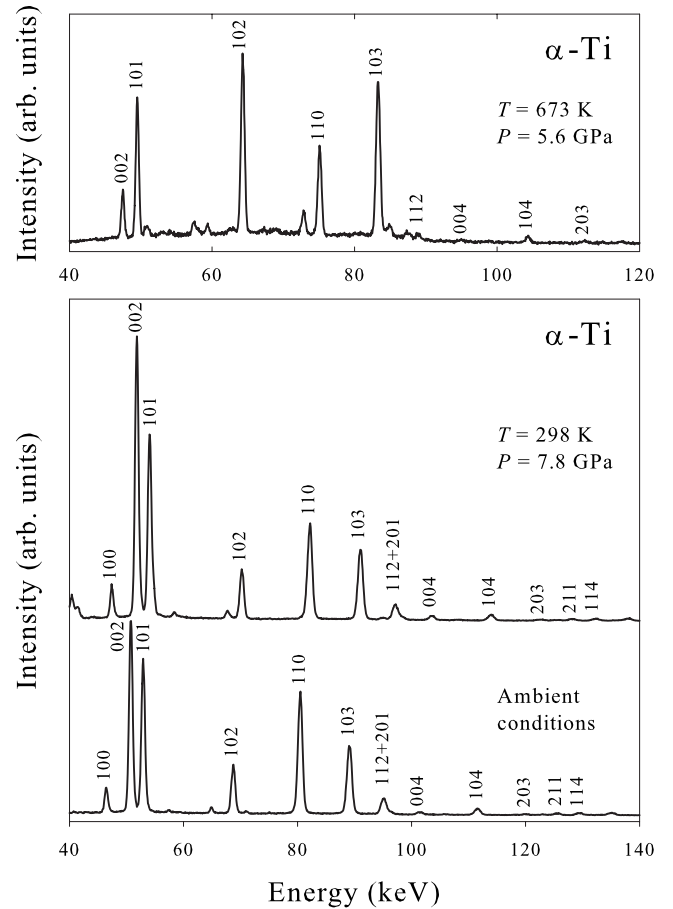 Intensity (arb. units)
α-Ti
T = 673 K
P = 5.6 GPa
002
101
102
110
103
112
004
104
203
40 60 80 100 120
Intensity (arb. units)
α-Ti
T = 298 K
P = 7.8 GPa
100
002
101
102
110
103
112+201
004
104
203
211
114
Ambient
conditions
100
002
101
102
110
103
112+201
004
104
203
211
114
40 60 80 100 120 140
Energy (keV)